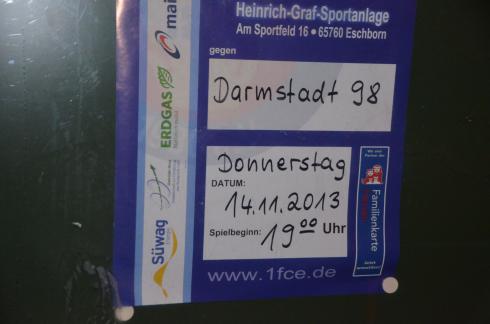 Heinrich-Graf-Sportanlage
Am Sportfeld 16 • 65760 Eschborn
gegen
Darmstadt 98
Donnerstag
DATUM:
14.11.2013
Spielbeginn: 19⁰⁰ Uhr
www.1fce.de
mai
ERDGAS
Süwag
Familienkarte